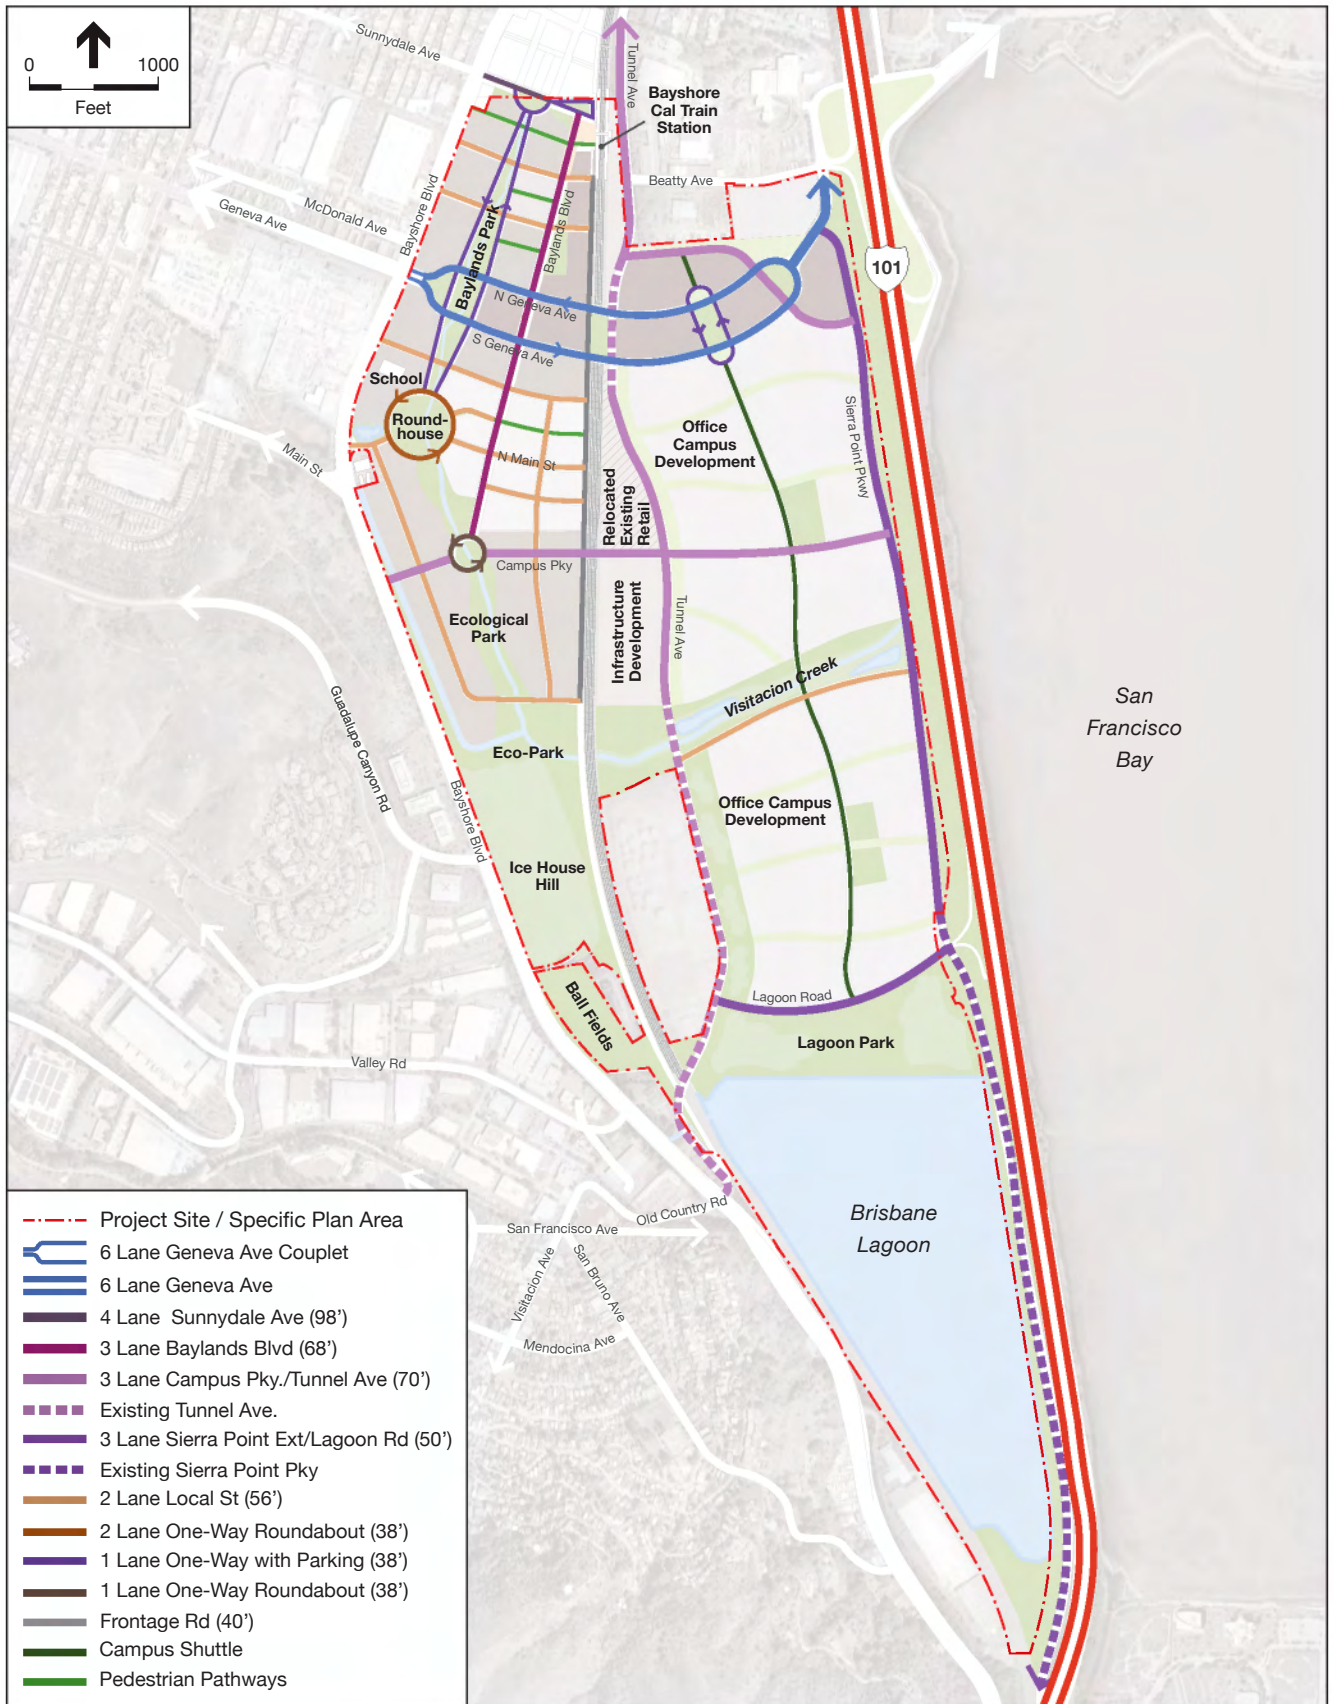 0
1000
Feet
Sunnydale Ave
Tunnel Ave
Bayshore
Cal Train
Station
Beatty Ave
Bayshore Blvd
McDonald Ave
Geneva Ave
Baylands Park
Baylands Blvd
101
N Geneva Ave
S Geneva Ave
School
Round-
house
Main St
N Main St
Office
Campus
Development
Sierra Point Pkwy
Relocated
Existing
Retail
Campus Pky
Infrastructure
Development
Tunnel Ave
Ecological
Park
Visitacion Creek
San
Francisco
Bay
Guadalupe Canyon Rd
Eco-Park
Bayshore Blvd
Office Campus
Development
Ice House
Hill
Ball Fields
Lagoon Road
Lagoon Park
Valley Rd
Brisbane
Lagoon
San Francisco Ave
Old Country Rd
Visitacion Ave
San Bruno Ave
Mendocina Ave
Project Site / Specific Plan Area
6 Lane Geneva Ave Couplet
6 Lane Geneva Ave
4 Lane Sunnydale Ave (98’)
3 Lane Baylands Blvd (68’)
3 Lane Campus Pky./Tunnel Ave (70’)
Existing Tunnel Ave.
3 Lane Sierra Point Ext/Lagoon Rd (50’)
Existing Sierra Point Pky
2 Lane Local St (56’)
2 Lane One-Way Roundabout (38’)
1 Lane One-Way with Parking (38’)
1 Lane One-Way Roundabout (38’)
Frontage Rd (40’)
Campus Shuttle
Pedestrian Pathways